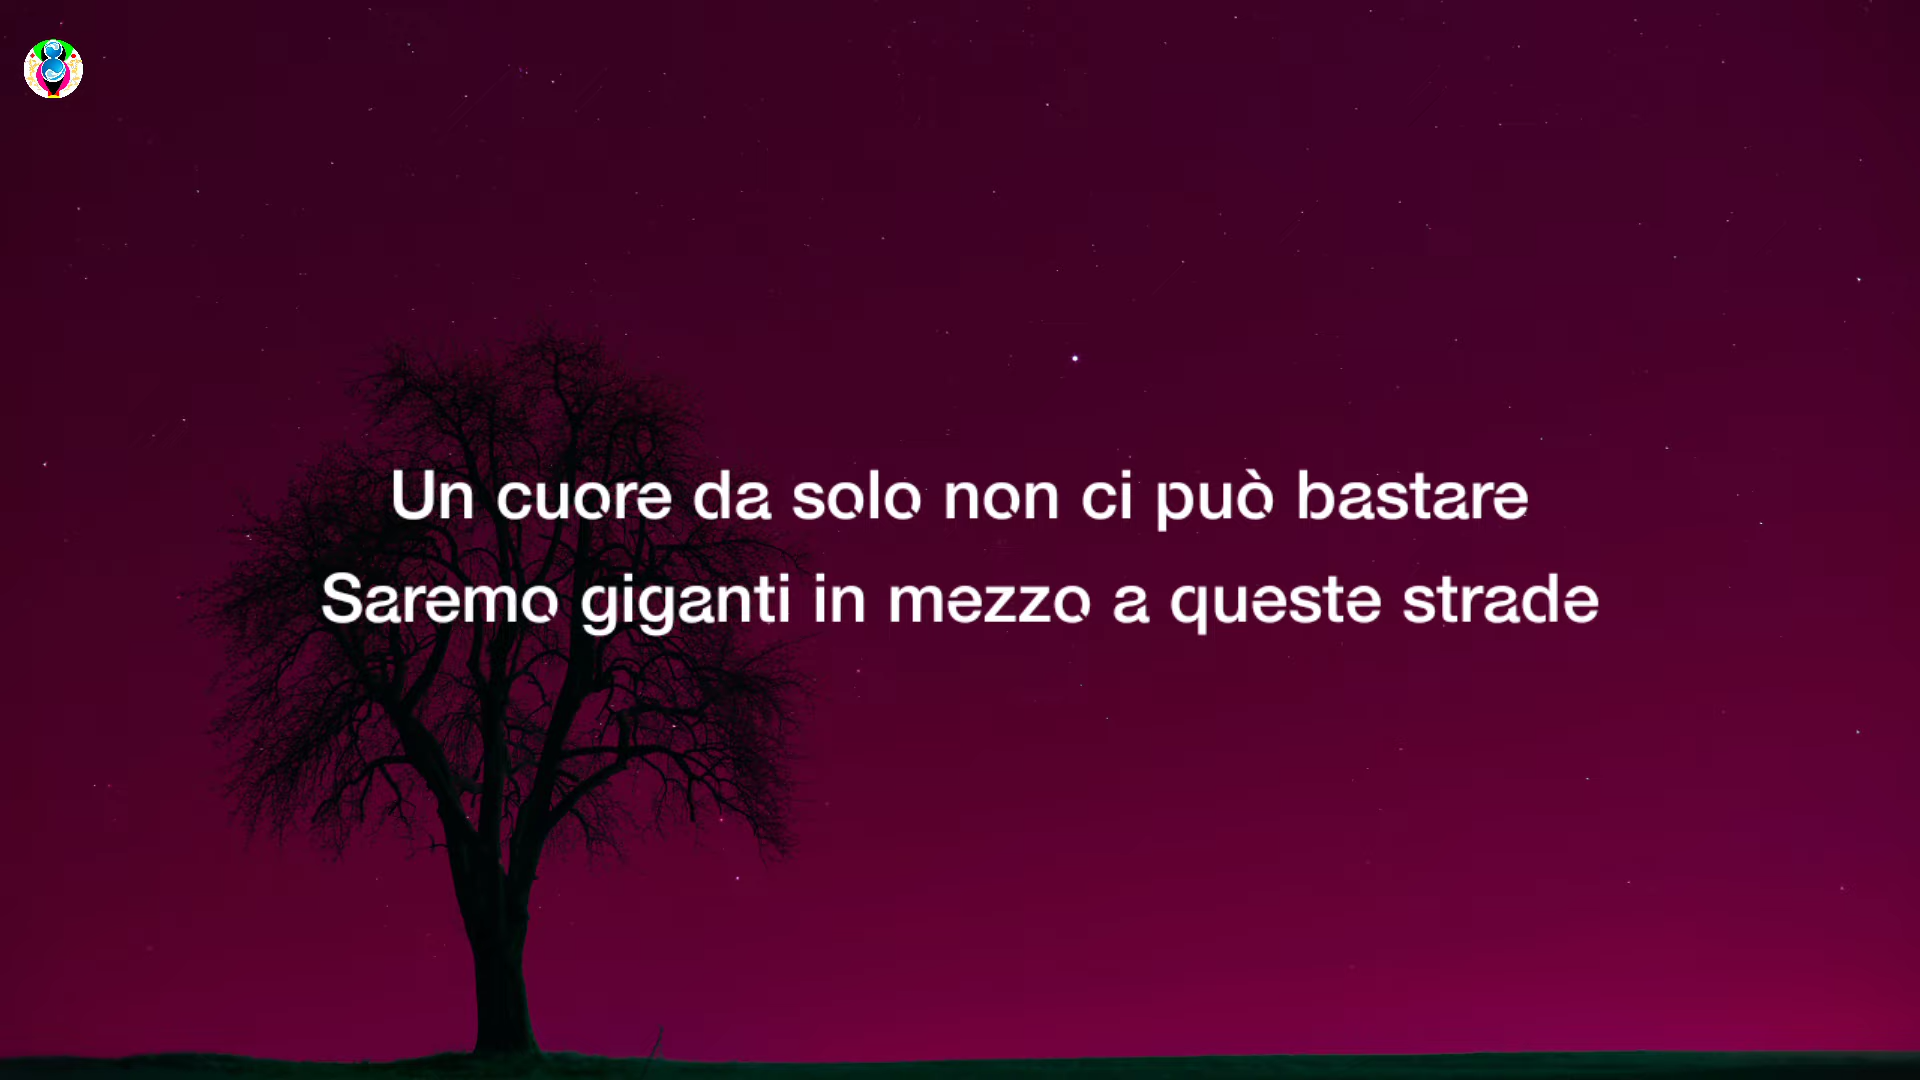 Un cuore da solo non ci può bastare
Saremo giganti in mezzo a queste strade